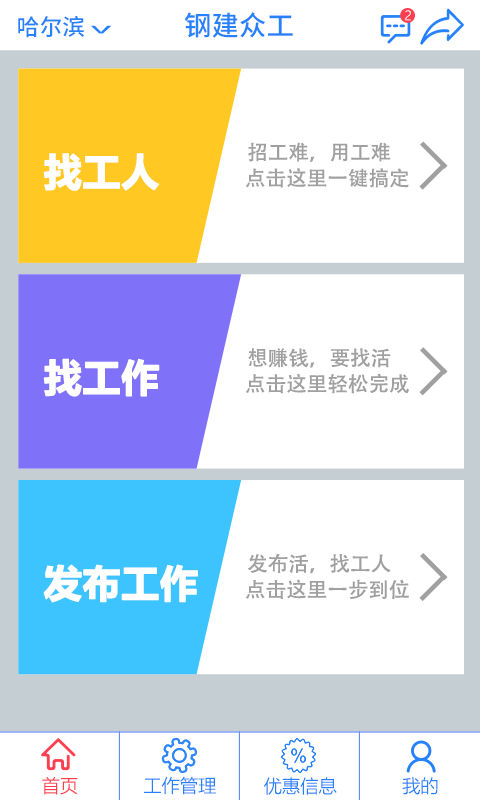 哈尔滨
钢建众工
2
找工人
招工难，用工难
点击这里一键搞定
找工作
想赚钱，要找活
点击这里轻松完成
发布工作
发布活，找工人
点击这里一步到位
首页
工作管理
%
优惠信息
我的